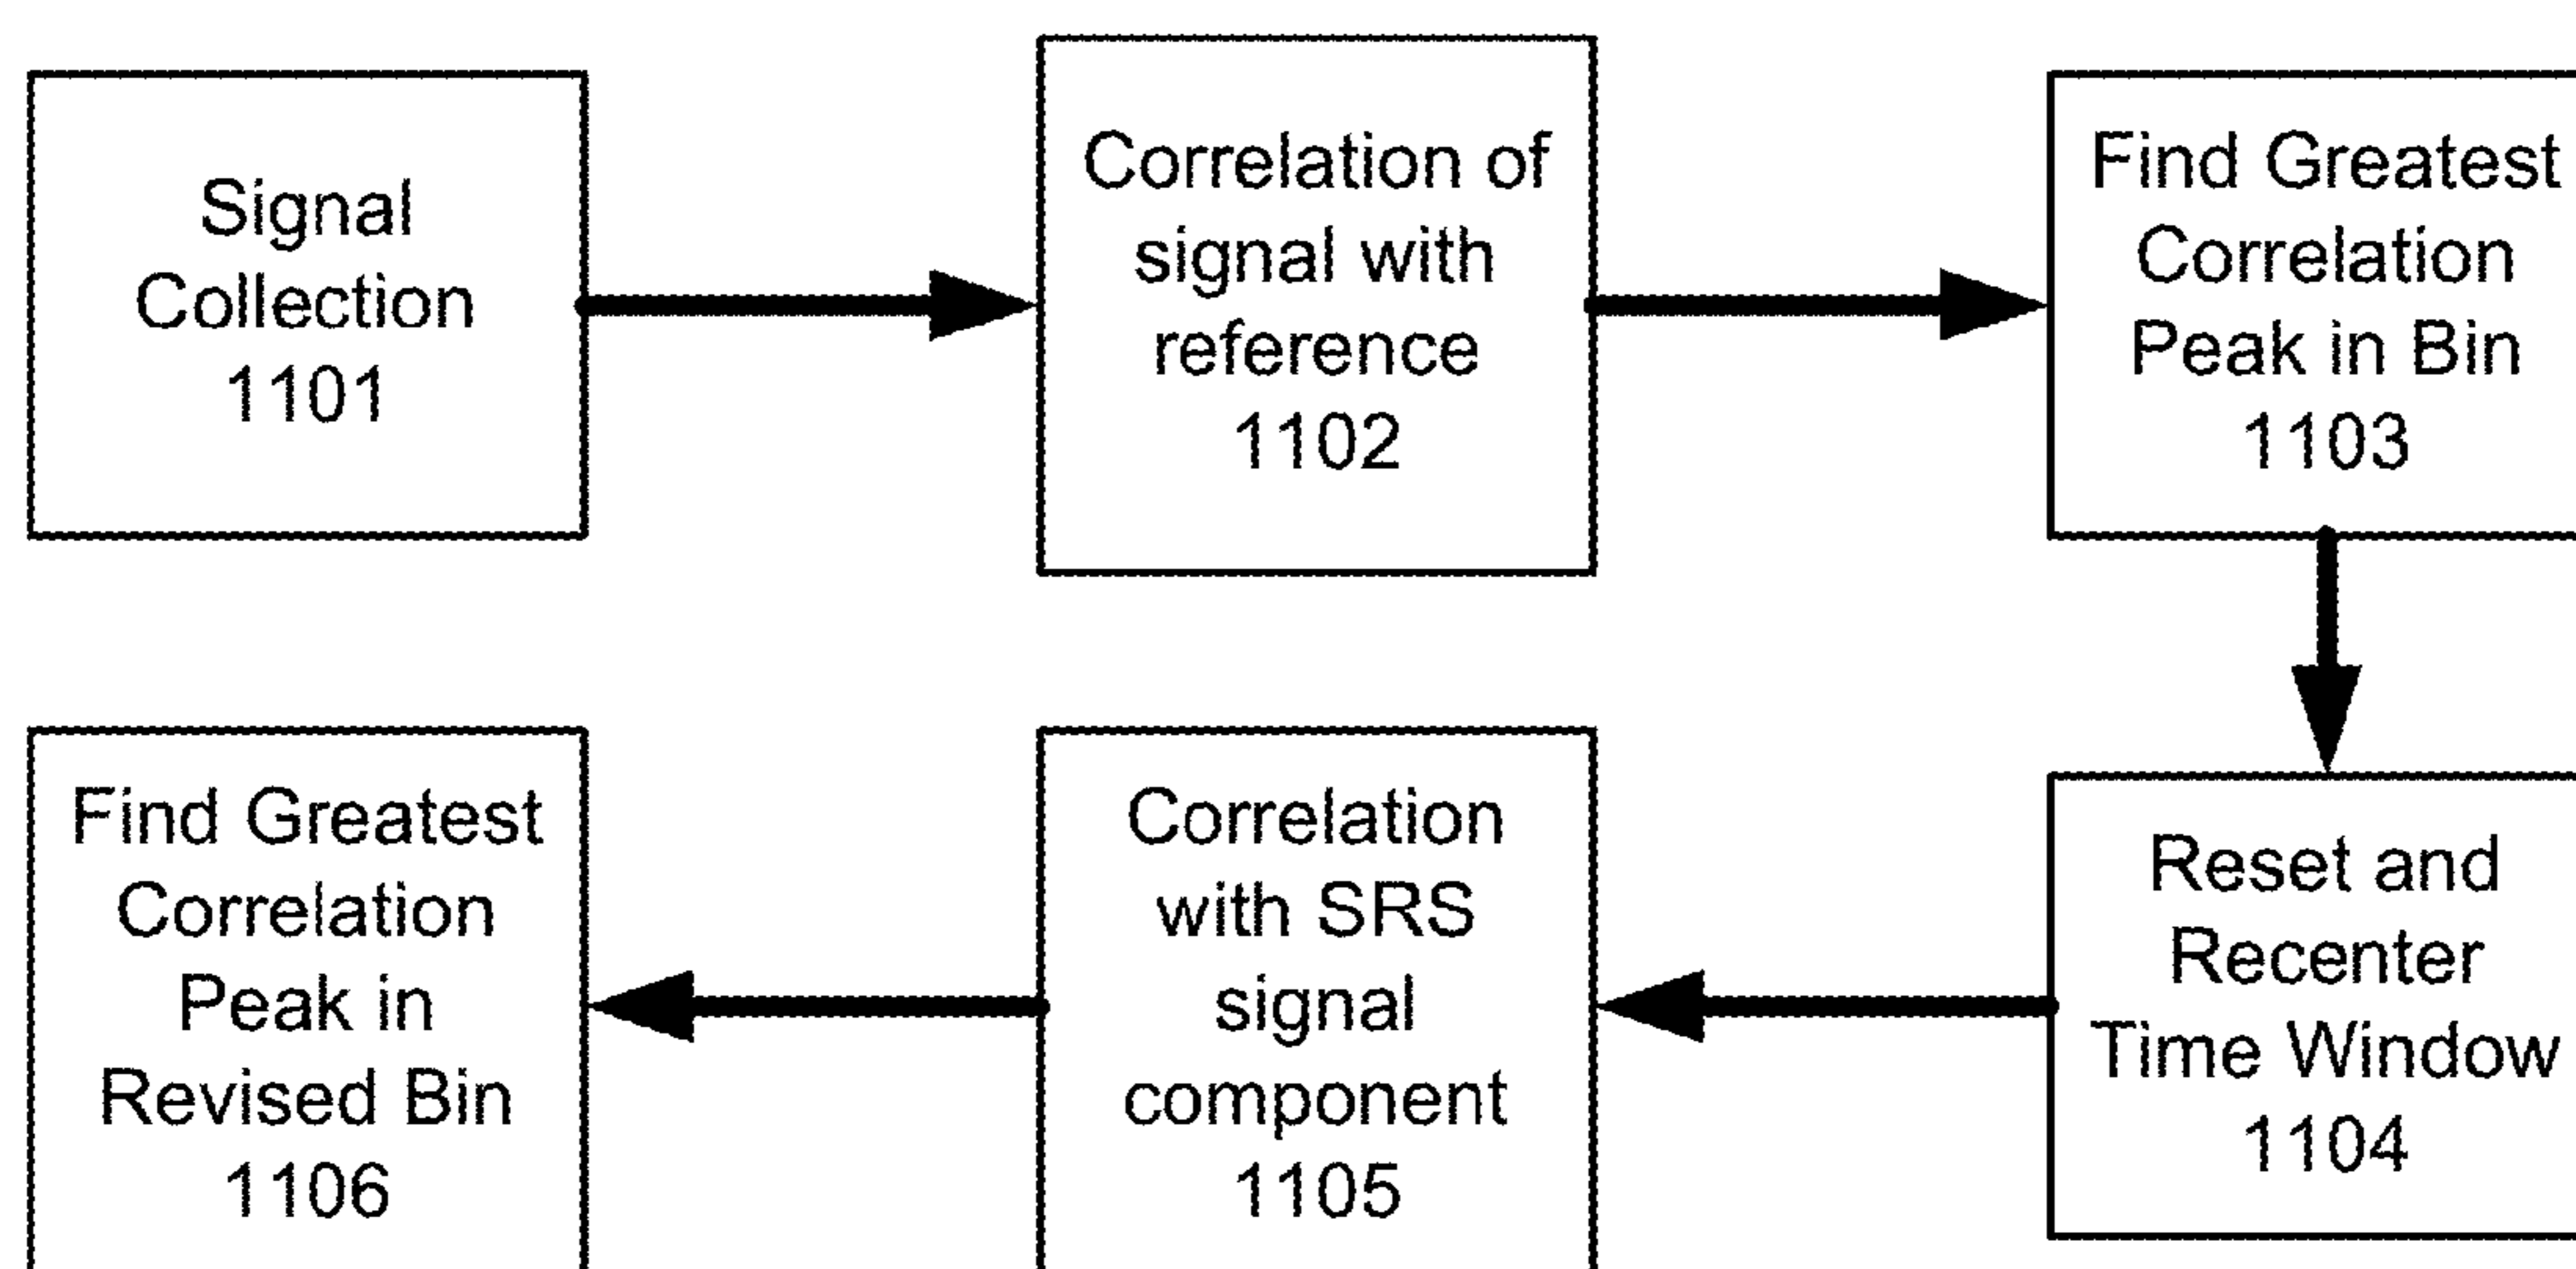 Signal
Collection
1101
Correlation of
signal with
reference
1102
Find Greatest
Correlation
Peak in Bin
1103
Reset and
Recenter
Time Window
1104
Correlation
with SRS
signal
component
1105
Find Greatest
Correlation
Peak in
Revised Bin
1106